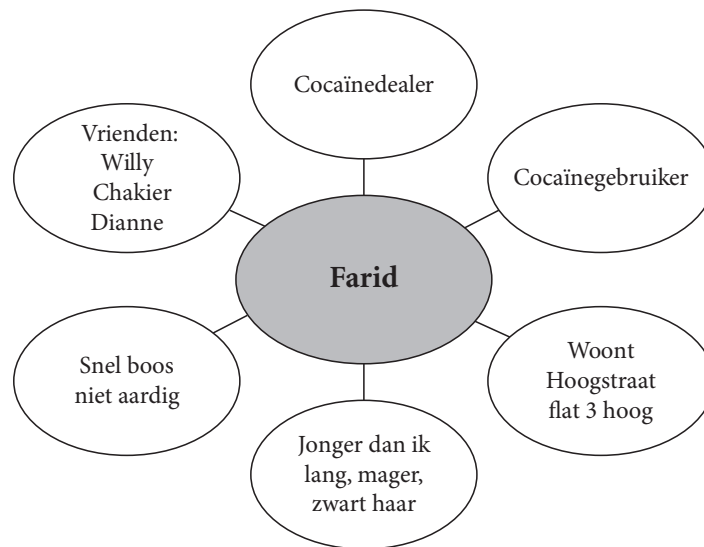 Cocaïnedealer
Vrienden:
Willy
Chakier
Dianne
Cocaïnegebruiker
Farid
Snel boos
niet aardig
Woont
Hoogstraat
flat 3 hoog
Jonger dan ik
lang, mager,
zwart haar